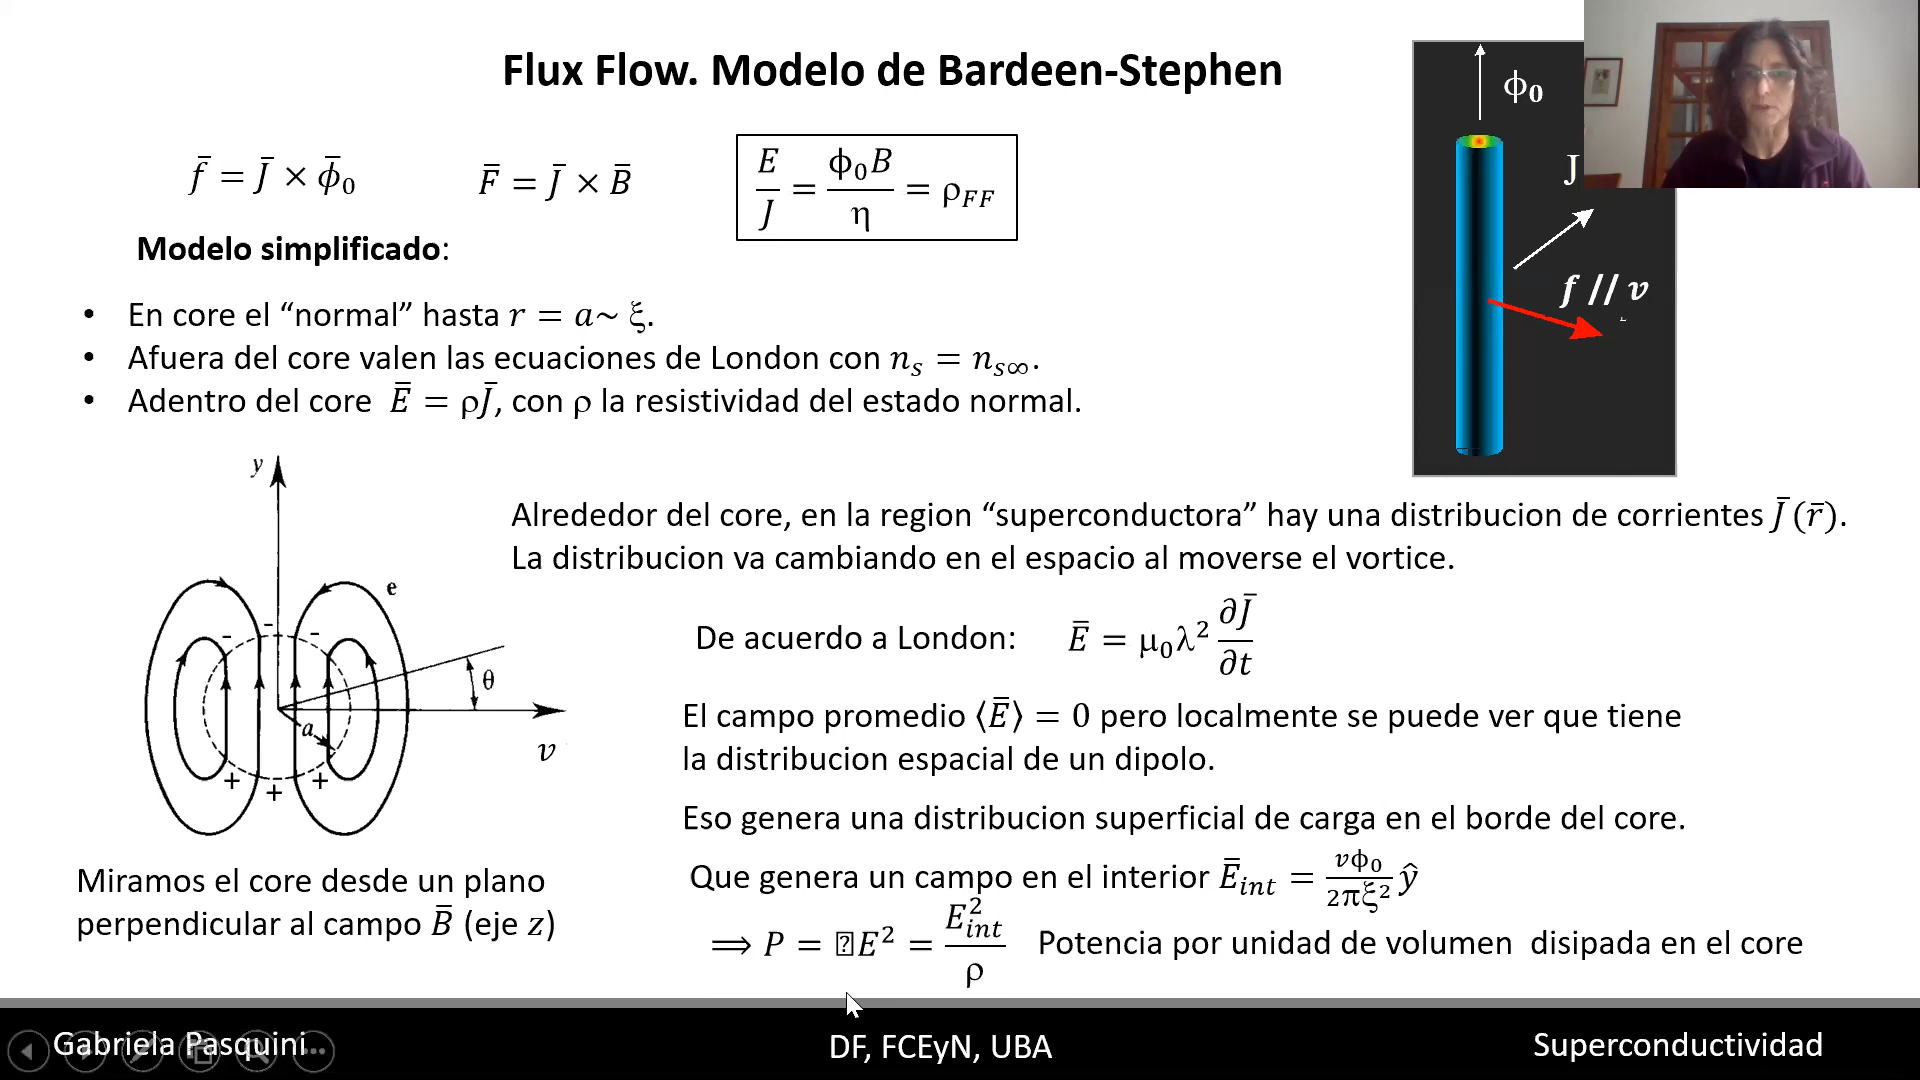 Flux Flow. Modelo de Bardeen-Stephen
f̄ = J̄ × ϕ̄₀
F̄ = J̄ × B̄
E/J = ϕ₀B/η = ρ_FF
ϕ₀
J
f // v
Modelo simplificado:
• En core el “normal” hasta r = a~ ξ.
• Afuera del core valen las ecuaciones de London con nₛ = nₛ∞.
• Adentro del core Ē = ρJ̄, con ρ la resistividad del estado normal.
y
e
θ
a
v
- - -
+ + +
Alrededor del core, en la region “superconductora” hay una distribucion de corrientes J̄ (r̄).
La distribucion va cambiando en el espacio al moverse el vortice.
De acuerdo a London: Ē = μ₀λ² ∂J̄/∂t
El campo promedio ⟨Ē⟩ = 0 pero localmente se puede ver que tiene
la distribucion espacial de un dipolo.
Eso genera una distribucion superficial de carga en el borde del core.
Que genera un campo en el interior Ē_int = vϕ₀/2πξ² ŷ
⟹ P = ⍰E² = E²_int/ρ Potencia por unidad de volumen disipada en el core
Miramos el core desde un plano
perpendicular al campo B̄ (eje z)
Gabriela Pasquini
DF, FCEyN, UBA
Superconductividad